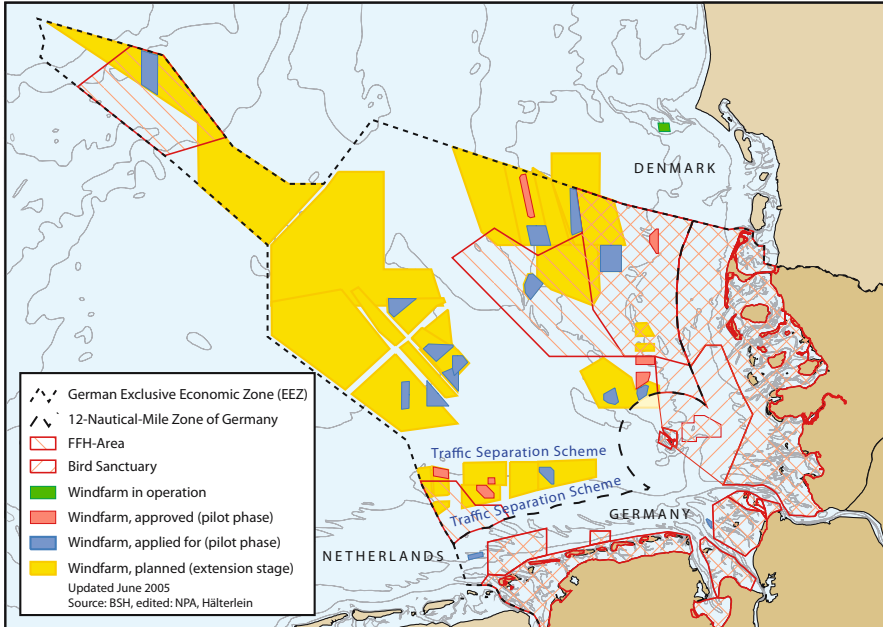 DENMARK
Traffic Separation Scheme
Traffic Separation Scheme
GERMANY
NETHERLANDS
German Exclusive Economic Zone (EEZ)
12-Nautical-Mile Zone of Germany
FFH-Area
Bird Sanctuary
Windfarm in operation
Windfarm, approved (pilot phase)
Windfarm, applied for (pilot phase)
Windfarm, planned (extension stage)
Updated June 2005
Source: BSH, edited: NPA, Hälterlein